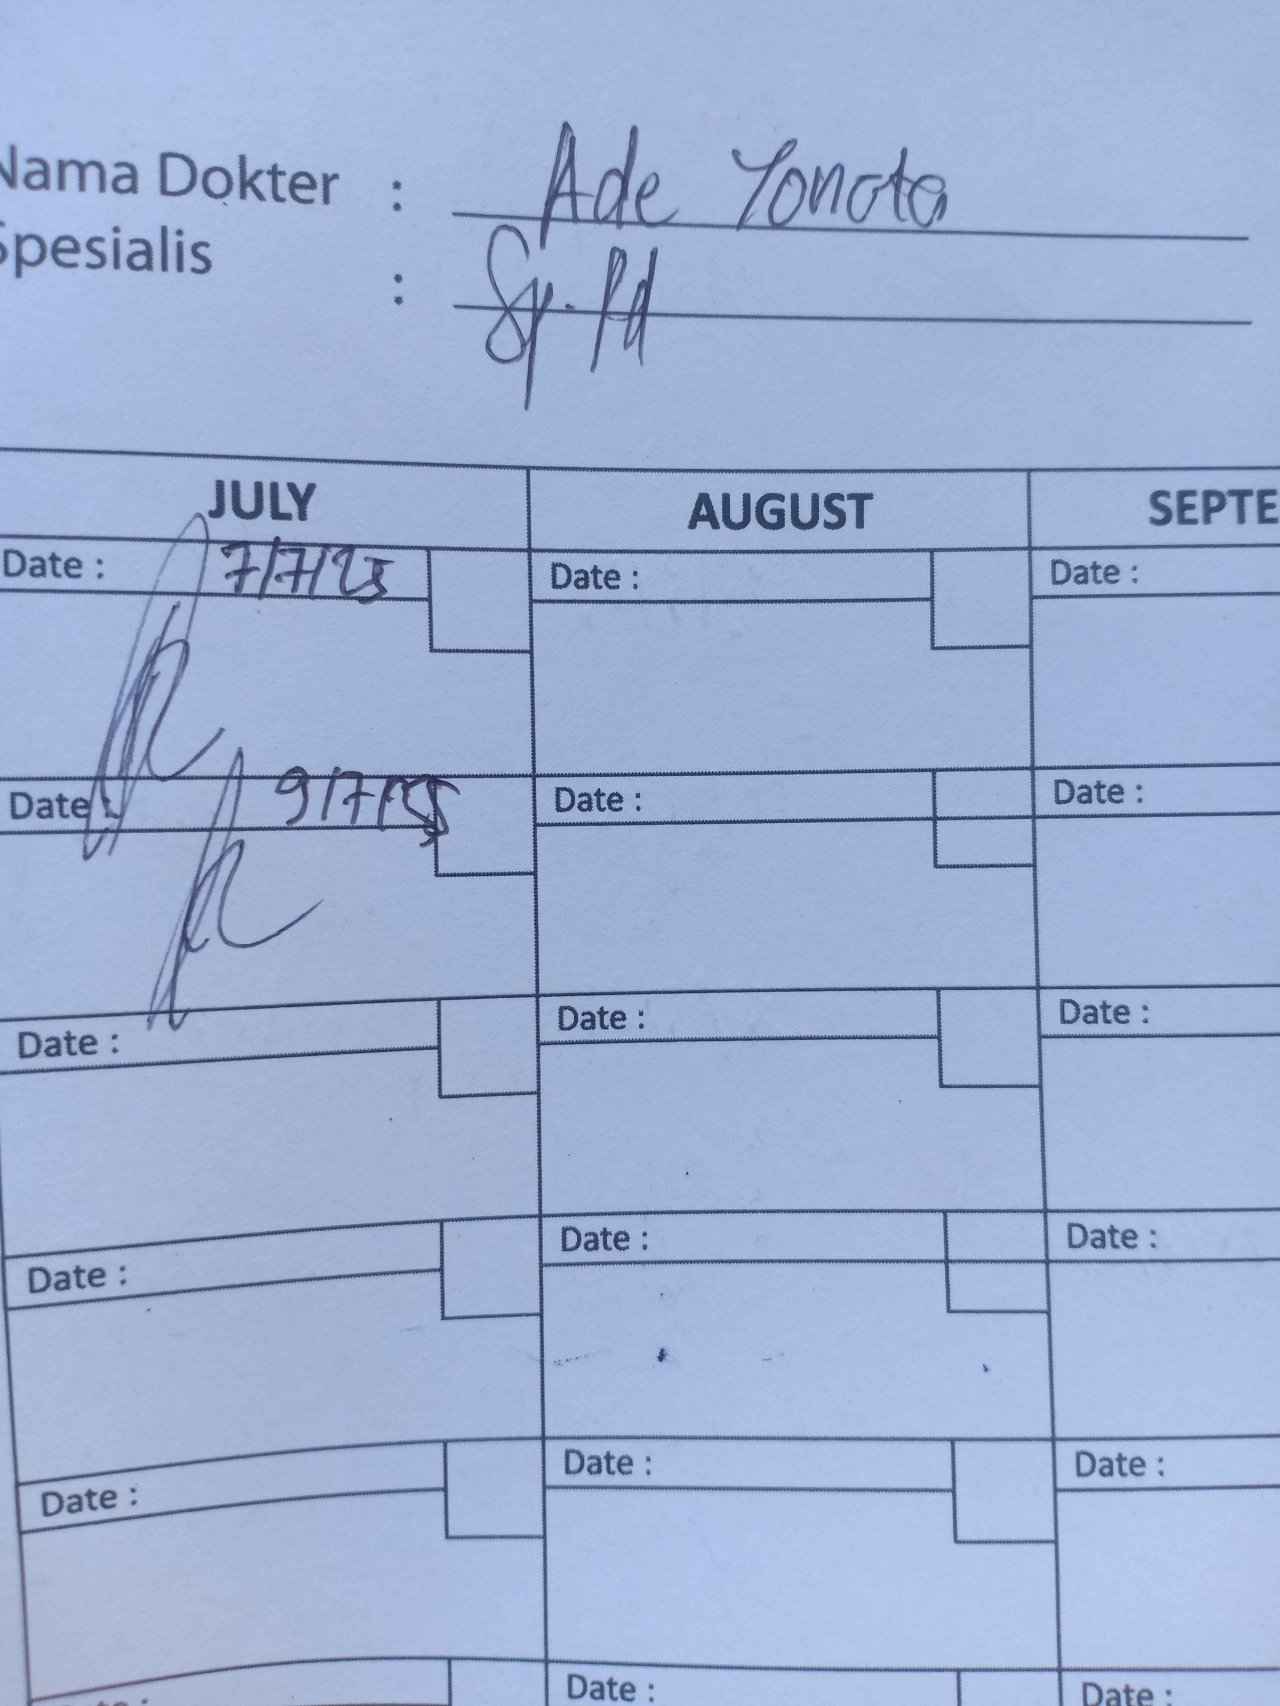 Nama Dokter : Ade Yonata
Spesialis : Sp.Pd
JULY AUGUST SEPTE
Date : 7/7/25 Date : Date :
Date : 9/7/25 Date : Date :
Date : Date : Date :
Date : Date : Date :
Date : Date : Date :
Date : Date : Date :